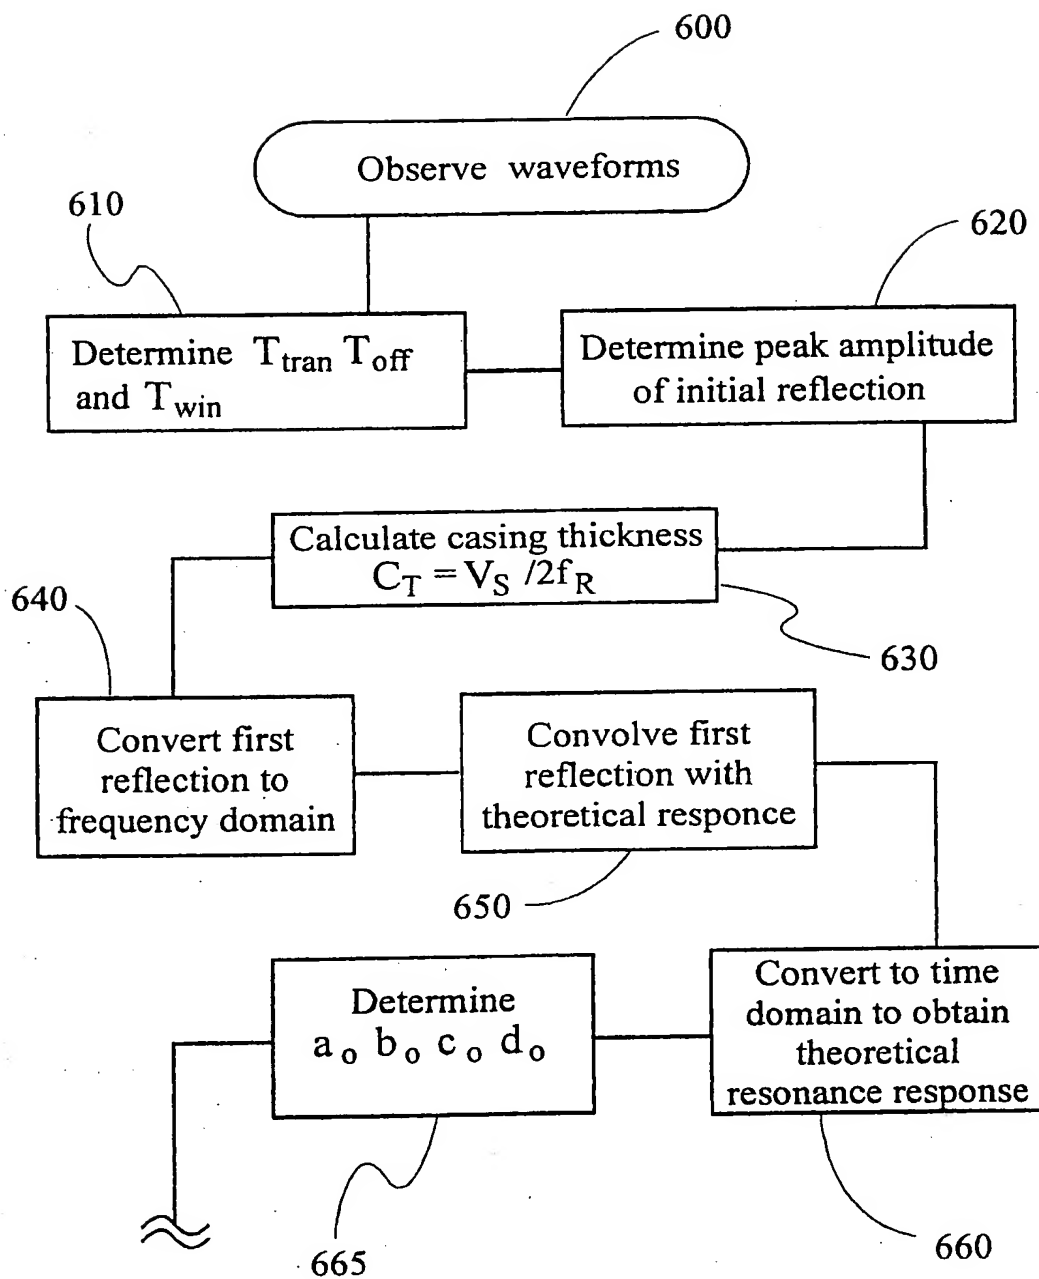 600
Observe waveforms
610
620
Determine T_tran T_off
and T_win
Determine peak amplitude
of initial reflection
Calculate casing thickness
C_T = V_S /2f_R
640
630
Convert first
reflection to
frequency domain
Convolve first
reflection with
theoretical responce
650
Convert to time
domain to obtain
theoretical
resonance response
Determine
a_o b_o c_o d_o
665
660